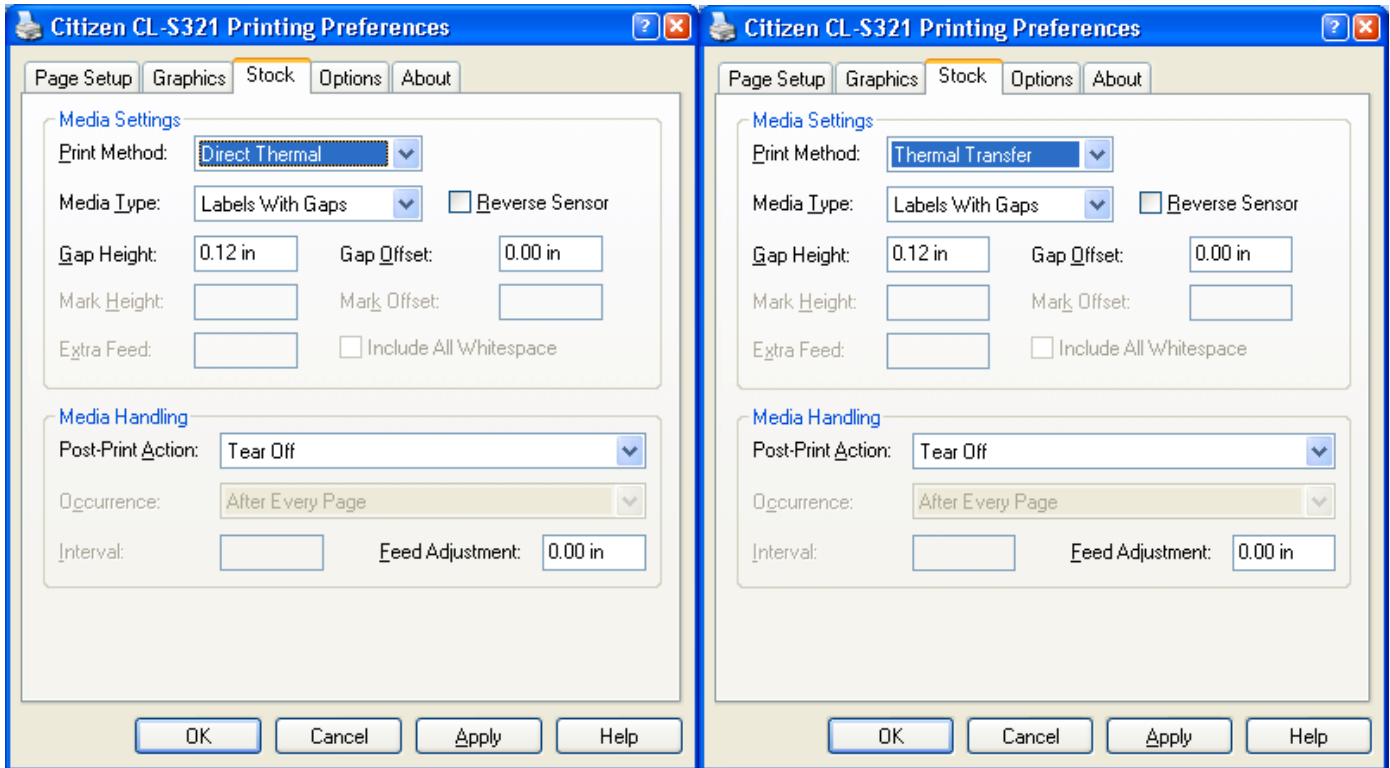 Citizen CL-S321 Printing Preferences
Page Setup Graphics Stock Options About
Media Settings
Print Method: Direct Thermal
Media Type: Labels With Gaps Reverse Sensor
Gap Height: 0.12 in Gap Offset: 0.00 in
Mark Height: Mark Offset:
Extra Feed: Include All Whitespace
Media Handling
Post-Print Action: Tear Off
Occurrence: After Every Page
Interval: Feed Adjustment: 0.00 in
OK Cancel Apply Help
Citizen CL-S321 Printing Preferences
Page Setup Graphics Stock Options About
Media Settings
Print Method: Thermal Transfer
Media Type: Labels With Gaps Reverse Sensor
Gap Height: 0.12 in Gap Offset: 0.00 in
Mark Height: Mark Offset:
Extra Feed: Include All Whitespace
Media Handling
Post-Print Action: Tear Off
Occurrence: After Every Page
Interval: Feed Adjustment: 0.00 in
OK Cancel Apply Help